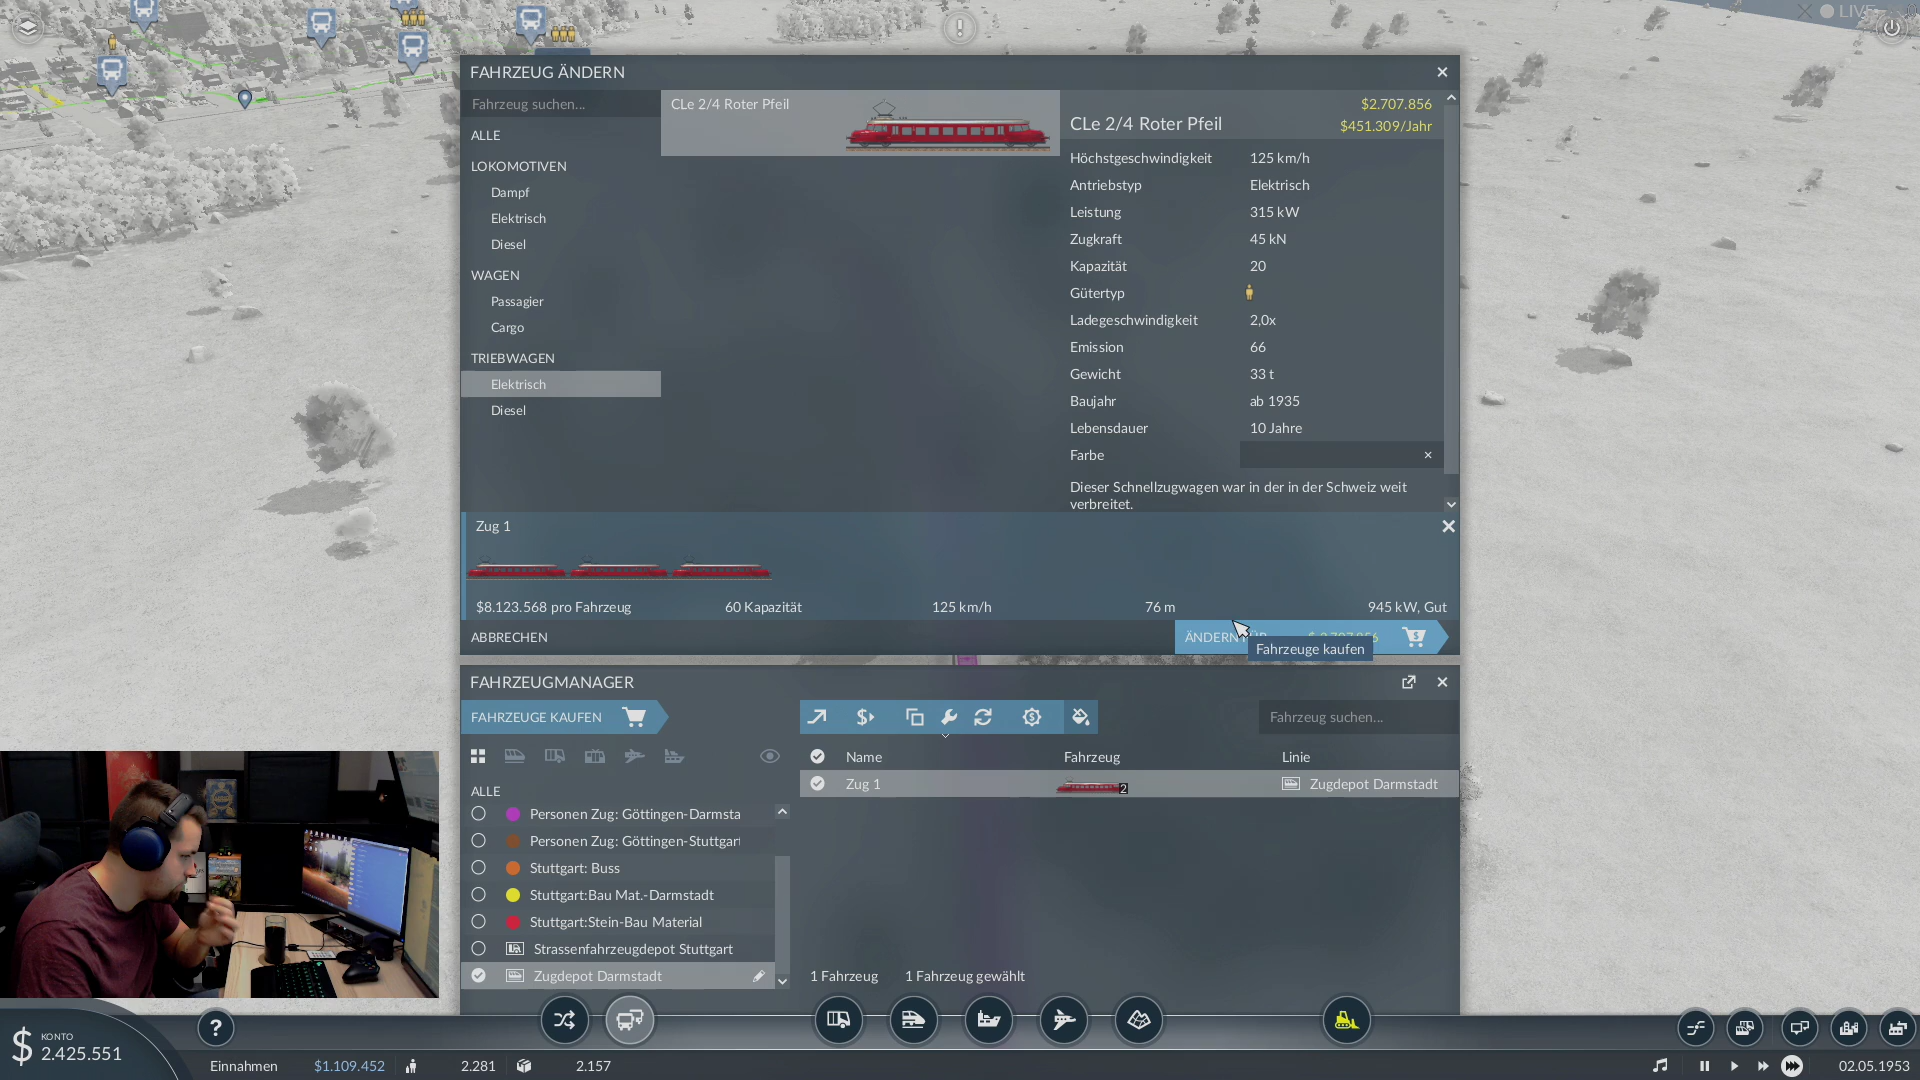 LIVE
FAHRZEUG ÄNDERN
Fahrzeug suchen...
ALLE
LOKOMOTIVEN
Dampf
Elektrisch
Diesel
WAGEN
Passagier
Cargo
TRIEBWAGEN
Elektrisch
Diesel
CLe 2/4 Roter Pfeil
$2.707.856
CLe 2/4 Roter Pfeil
$451.309/Jahr
Höchstgeschwindigkeit 125 km/h
Antriebstyp Elektrisch
Leistung 315 kW
Zugkraft 45 kN
Kapazität 20
Gütertyp
Ladegeschwindigkeit 2,0x
Emission 66
Gewicht 33 t
Baujahr ab 1935
Lebensdauer 10 Jahre
Farbe
Dieser Schnellzugwagen war in der in der Schweiz weit
verbreitet.
Zug 1
$8.123.568 pro Fahrzeug 60 Kapazität 125 km/h 76 m 945 kW, Gut
ABBRECHEN
ÄNDERN
Fahrzeuge kaufen
FAHRZEUGMANAGER
FAHRZEUGE KAUFEN
Fahrzeug suchen...
Name Fahrzeug Linie
Zug 1 2 Zugdepot Darmstadt
ALLE
Personen Zug: Göttingen-Darmsta
Personen Zug: Göttingen-Stuttgart
Stuttgart: Buss
Stuttgart:Bau Mat.-Darmstadt
Stuttgart:Stein-Bau Material
Strassenfahrzeugdepot Stuttgart
Zugdepot Darmstadt
1 Fahrzeug 1 Fahrzeug gewählt
?
$ KONTO
2.425.551
Einnahmen $1.109.452 2.281 2.157
02.05.1953